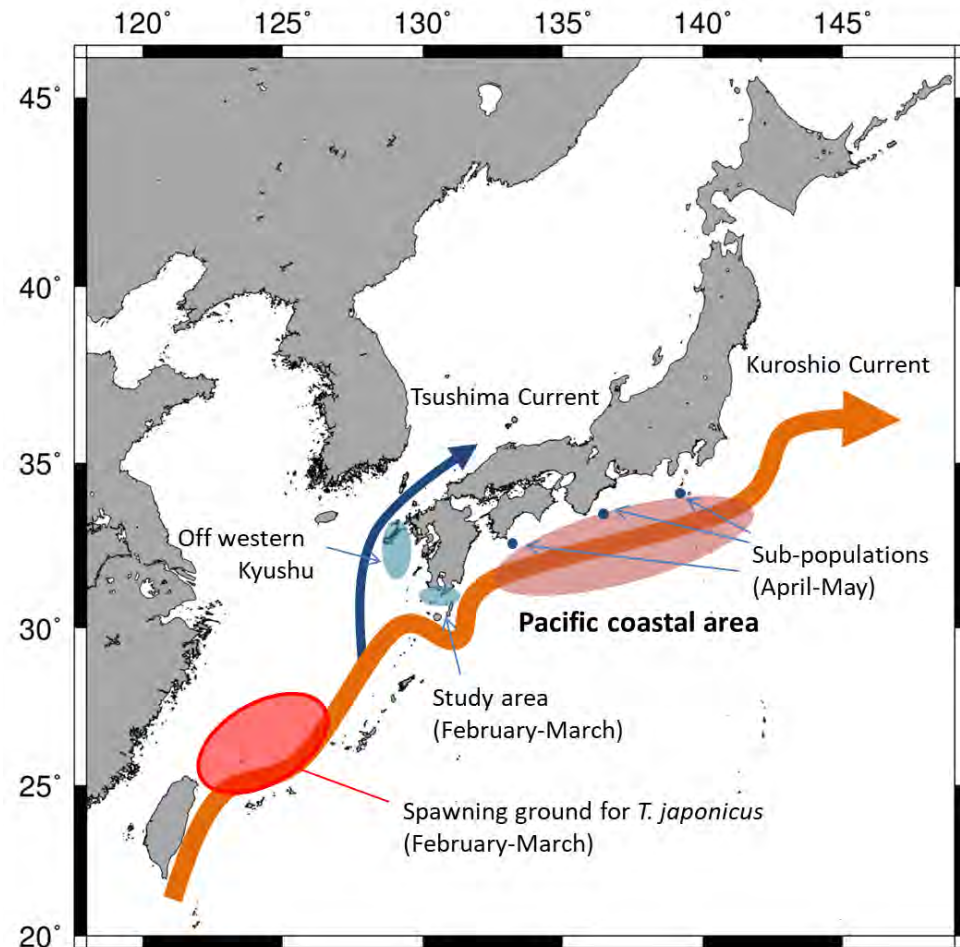 120° 125° 130° 135° 140° 145°
45°
40°
Kuroshio Current
Tsushima Current
35°
Off western
Kyushu
Sub-populations
(April-May)
30°
Pacific coastal area
Study area
(February-March)
25°
Spawning ground for T. japonicus
(February-March)
20°